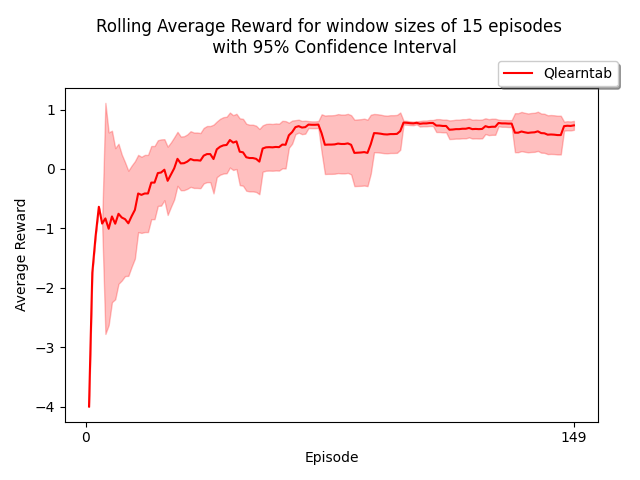 Rolling Average Reward for window sizes of 15 episodes
with 95% Confidence Interval
Qlearntab
Average Reward
1
0
−1
−2
−3
−4
0
149
Episode